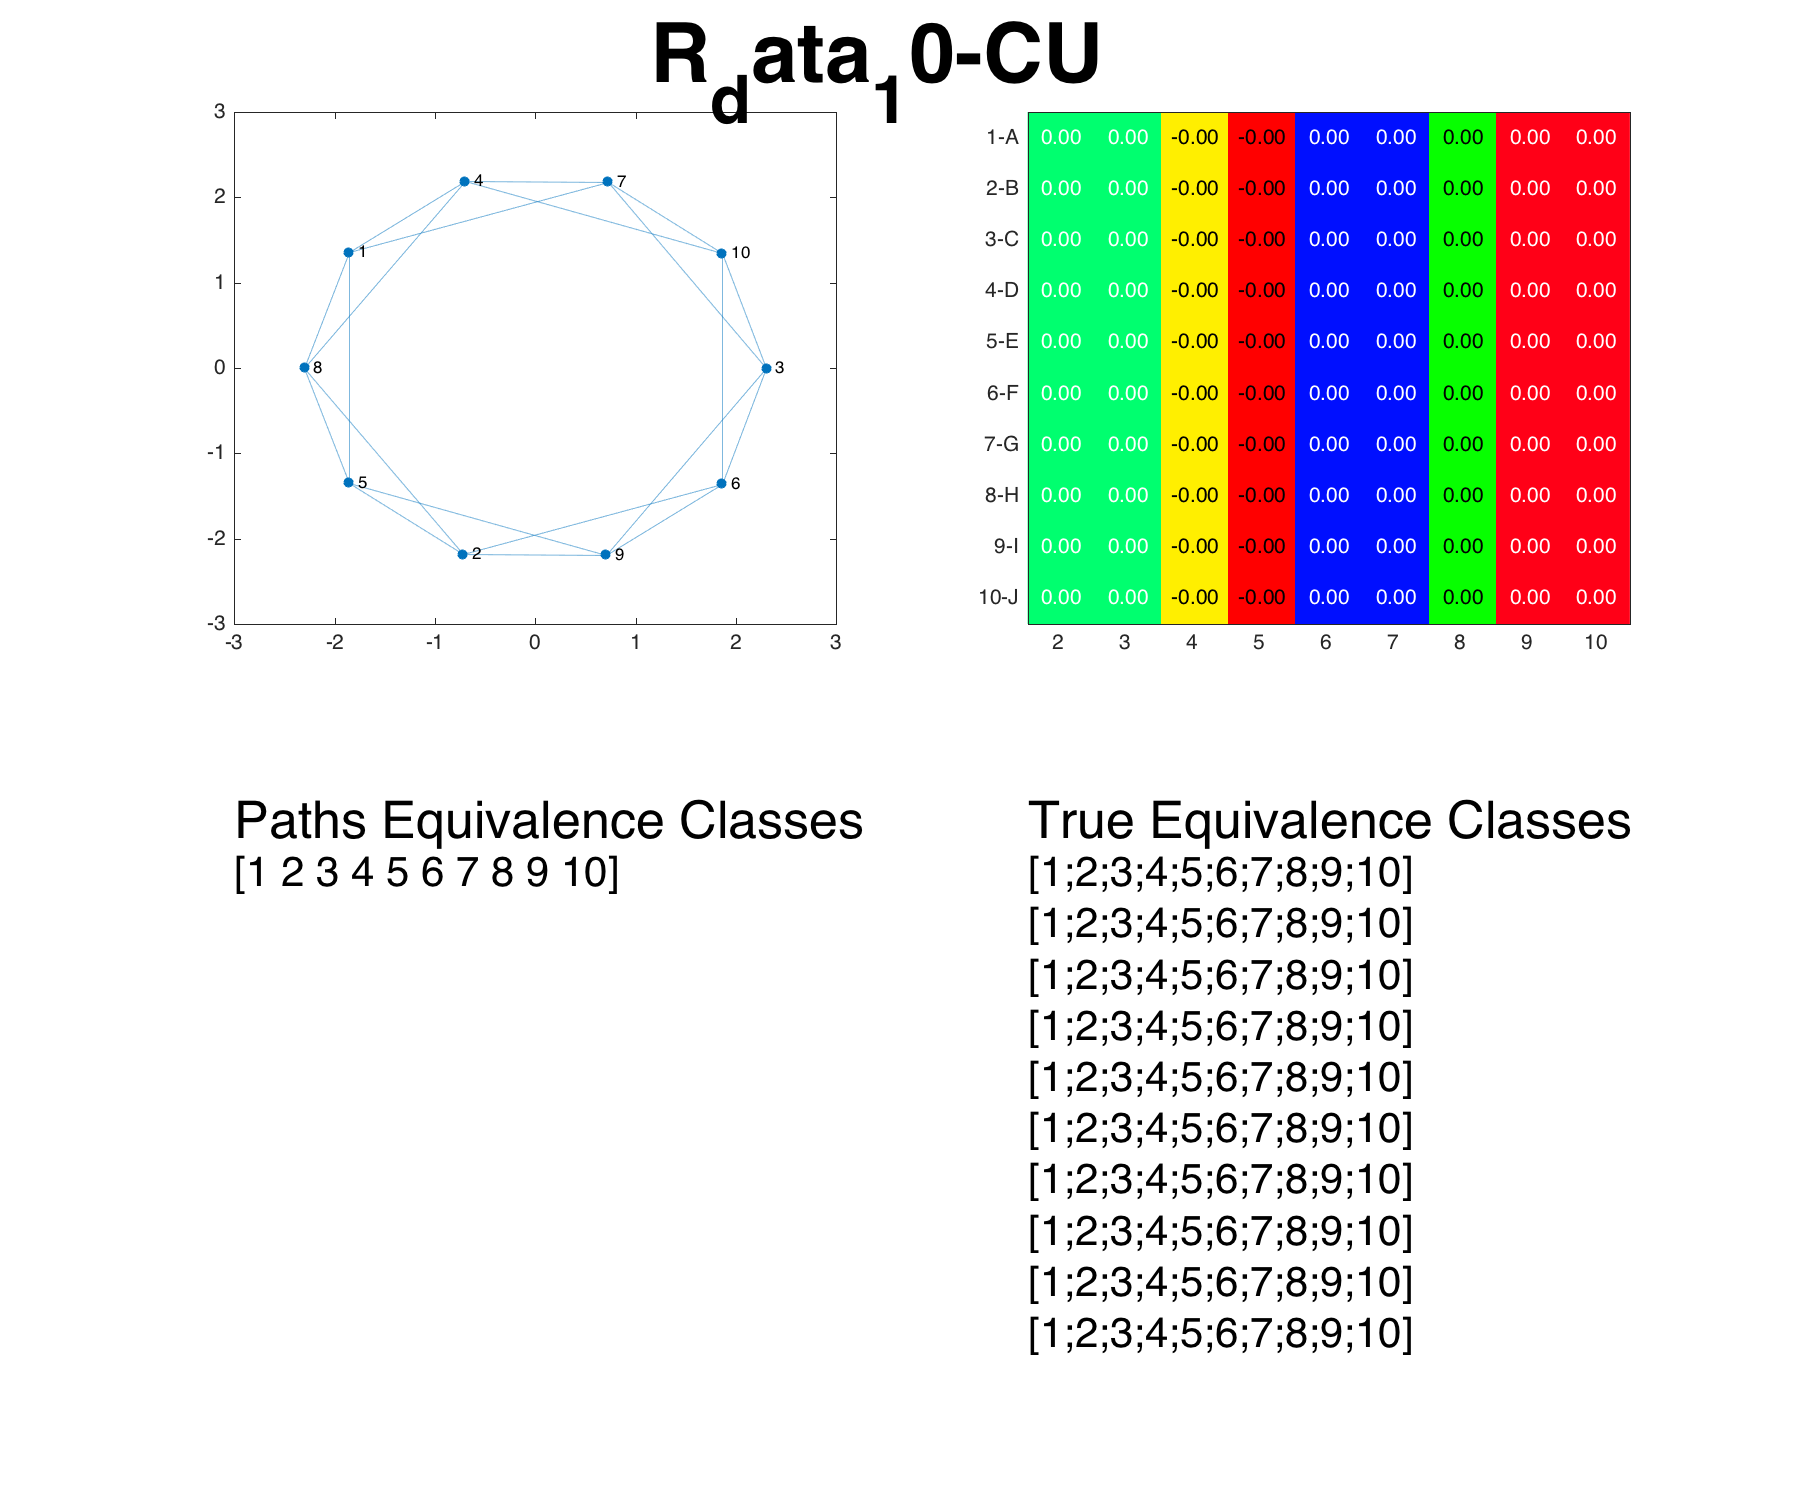 Rdata10-CU
3
2
1
0
-1
-2
-3
-3 -2 -1 0 1 2 3
4 7
1 10
8 3
5 6
2 9
1-A 0.00 0.00 -0.00 -0.00 0.00 0.00 0.00 0.00 0.00
2-B 0.00 0.00 -0.00 -0.00 0.00 0.00 0.00 0.00 0.00
3-C 0.00 0.00 -0.00 -0.00 0.00 0.00 0.00 0.00 0.00
4-D 0.00 0.00 -0.00 -0.00 0.00 0.00 0.00 0.00 0.00
5-E 0.00 0.00 -0.00 -0.00 0.00 0.00 0.00 0.00 0.00
6-F 0.00 0.00 -0.00 -0.00 0.00 0.00 0.00 0.00 0.00
7-G 0.00 0.00 -0.00 -0.00 0.00 0.00 0.00 0.00 0.00
8-H 0.00 0.00 -0.00 -0.00 0.00 0.00 0.00 0.00 0.00
9-I 0.00 0.00 -0.00 -0.00 0.00 0.00 0.00 0.00 0.00
10-J 0.00 0.00 -0.00 -0.00 0.00 0.00 0.00 0.00 0.00
2 3 4 5 6 7 8 9 10
Paths Equivalence Classes
[1 2 3 4 5 6 7 8 9 10]
True Equivalence Classes
[1;2;3;4;5;6;7;8;9;10]
[1;2;3;4;5;6;7;8;9;10]
[1;2;3;4;5;6;7;8;9;10]
[1;2;3;4;5;6;7;8;9;10]
[1;2;3;4;5;6;7;8;9;10]
[1;2;3;4;5;6;7;8;9;10]
[1;2;3;4;5;6;7;8;9;10]
[1;2;3;4;5;6;7;8;9;10]
[1;2;3;4;5;6;7;8;9;10]
[1;2;3;4;5;6;7;8;9;10]